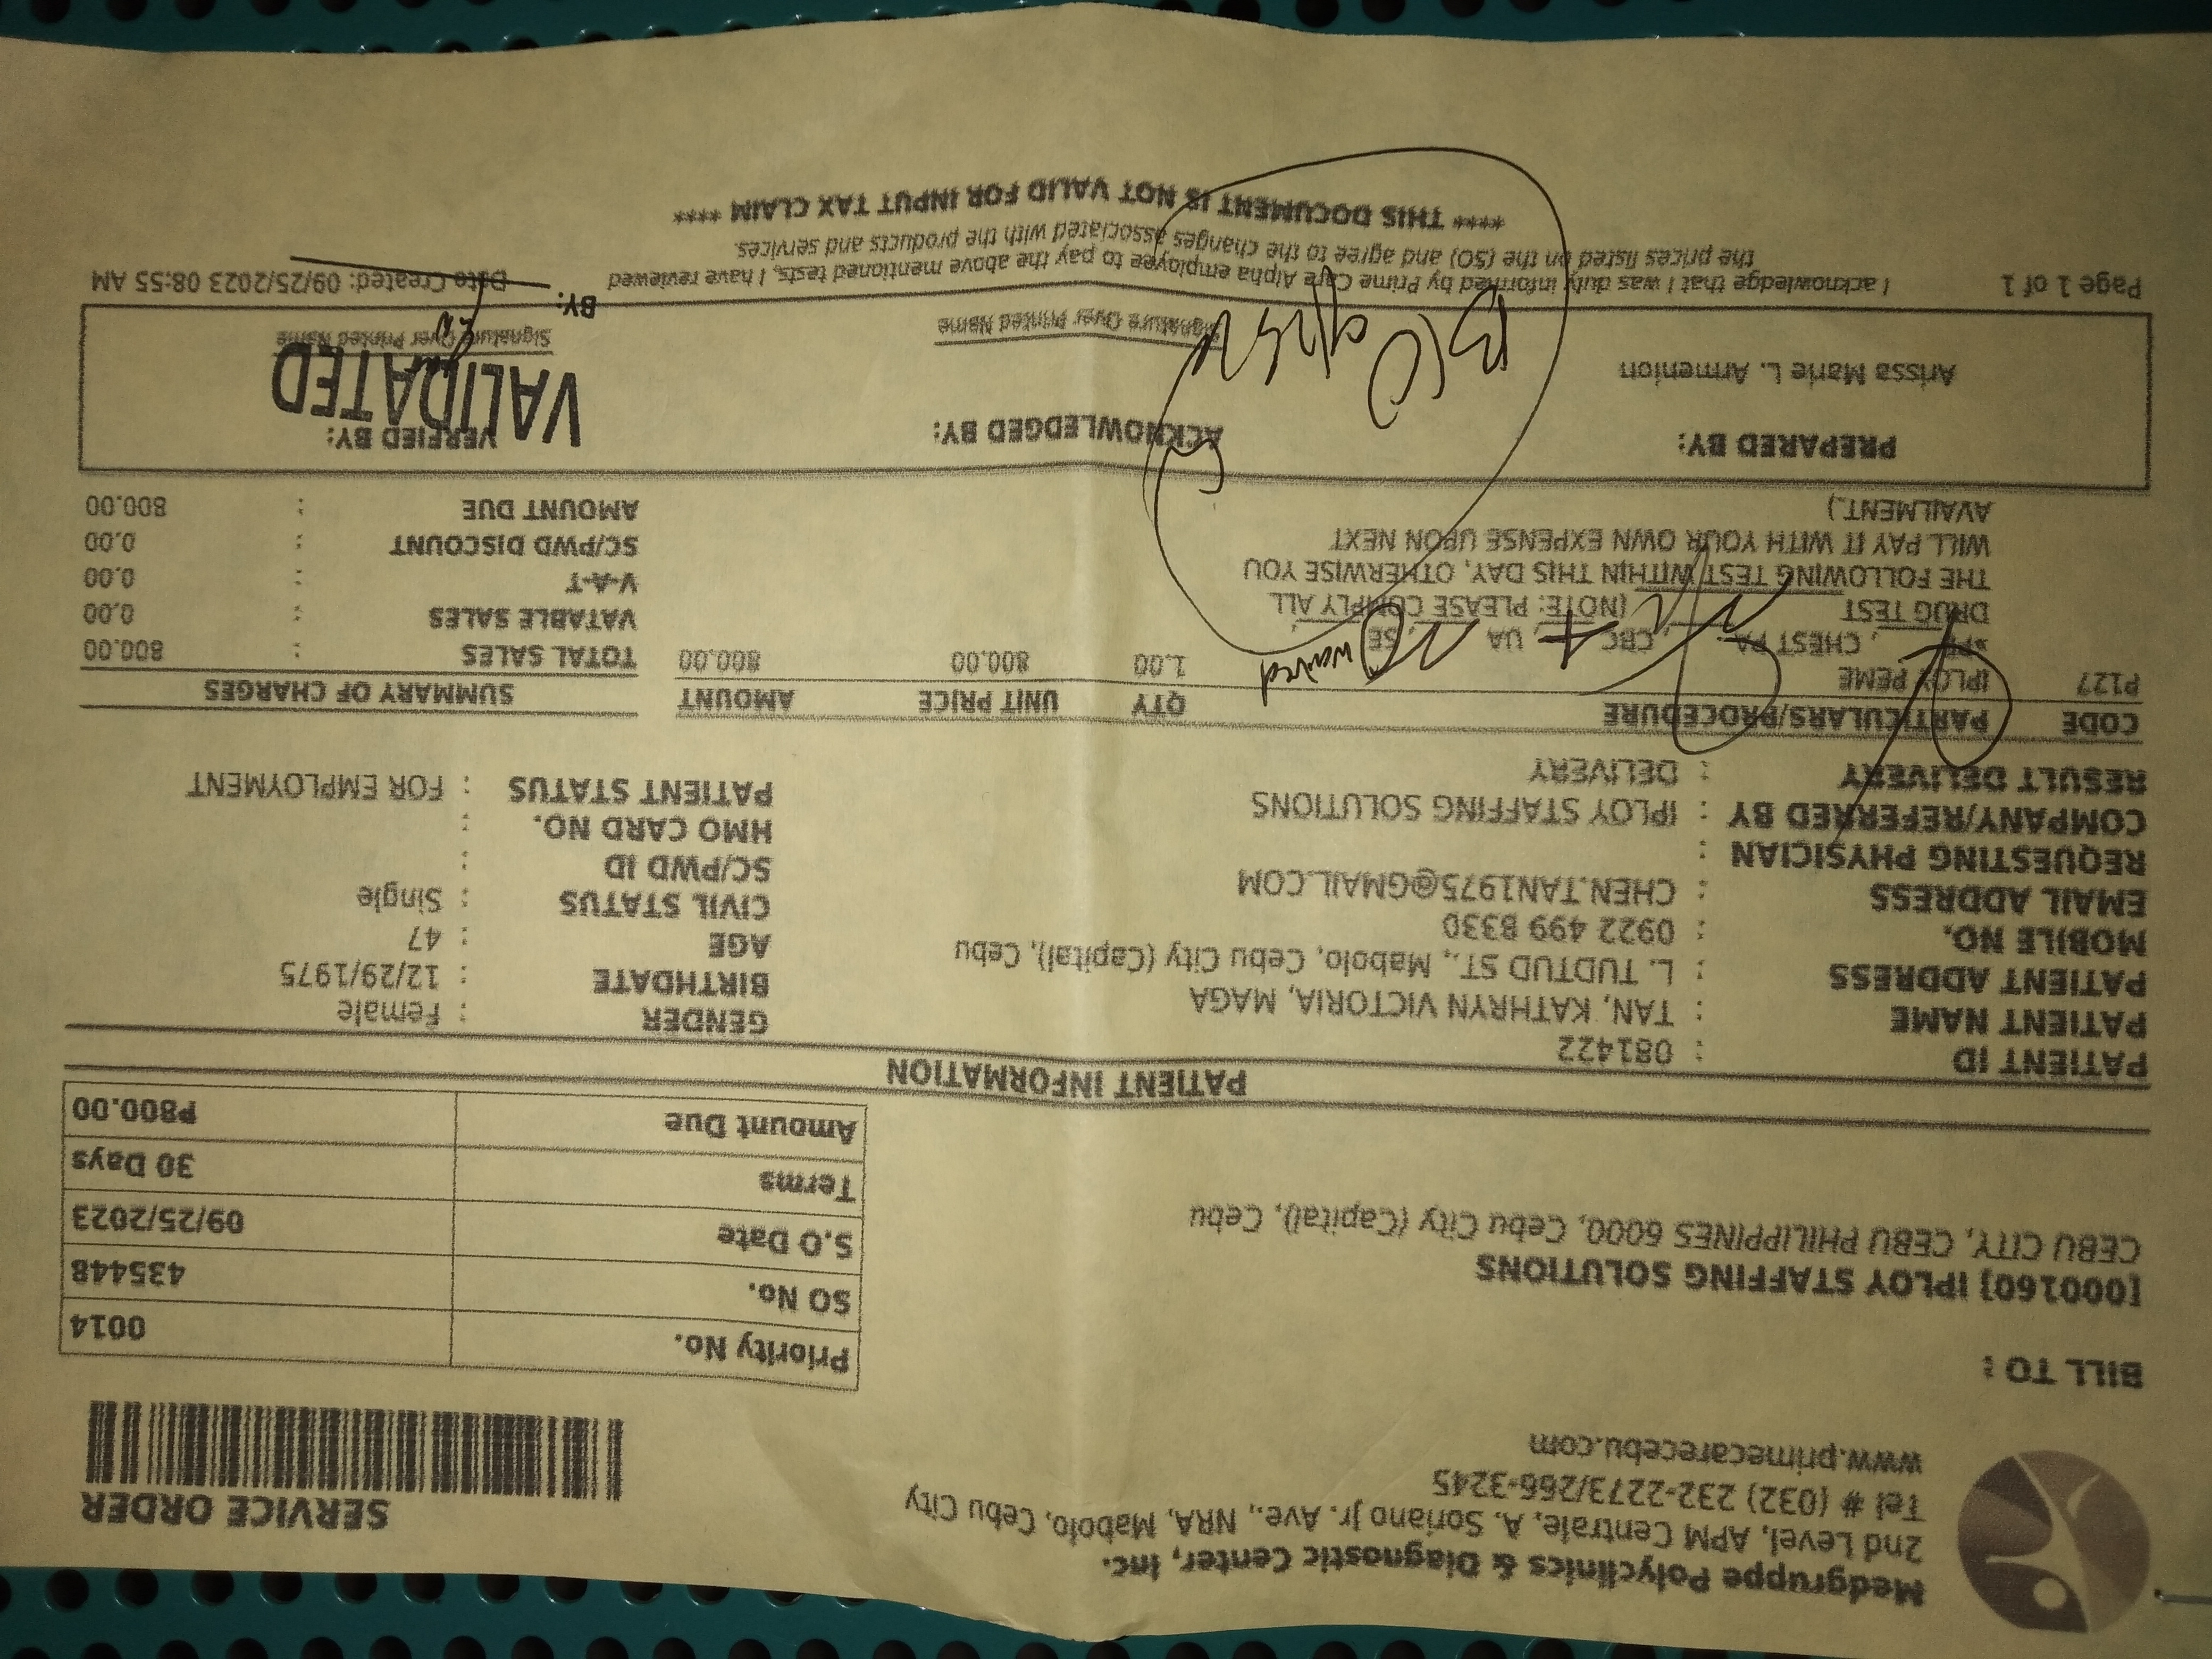 Medgruppe Polyclinics & Diagnostic Center, Inc.
2nd Level, APM Centrale, A. Soriano Jr. Ave., NRA, Mabolo, Cebu City
Tel # (032) 232-2273/266-3245
www.primecarecebu.com
SERVICE ORDER
BILL TO :
[000160] IPLOY STAFFING SOLUTIONS
CEBU CITY, CEBU PHILIPPINES 6000, Cebu City (Capital), Cebu
Priority No. 0014
SO No. 435448
S.O Date 09/25/2023
Terms 30 Days
Amount Due ₱800.00
PATIENT INFORMATION
PATIENT ID : 081422
PATIENT NAME : TAN, KATHRYN VICTORIA, MAGA
PATIENT ADDRESS : L. TUDTUD ST., Mabolo, Cebu City (Capital), Cebu
MOBILE NO. : 0922 499 8330
EMAIL ADDRESS : CHEN.TAN1975@GMAIL.COM
REQUESTING PHYSICIAN :
COMPANY/REFERRED BY : IPLOY STAFFING SOLUTIONS
RESULT DELIVERY : DELIVERY
GENDER : Female
BIRTHDATE : 12/29/1975
AGE : 47
CIVIL STATUS : Single
SC/PWD ID :
HMO CARD NO. :
PATIENT STATUS : FOR EMPLOYMENT
CODE PARTICULARS/PROCEDURE QTY UNIT PRICE AMOUNT
P127 IPLOY PEME 1.00 800.00 800.00
*PE , CHEST PA , CBC , UA , SE ,
waived
DRUG TEST (NOTE: PLEASE COMPLY ALL
THE FOLLOWING TEST WITHIN THIS DAY, OTHERWISE YOU
WILL PAY IT WITH YOUR OWN EXPENSE UPON NEXT
AVAILMENT.)
SUMMARY OF CHARGES
TOTAL SALES : 800.00
VATABLE SALES : 0.00
V-A-T : 0.00
SC/PWD DISCOUNT : 0.00
AMOUNT DUE : 800.00
PREPARED BY:
Arissa Marie L. Armenion
ACKNOWLEDGED BY:
Signature Over Printed Name
VERFIED BY:
VALIDATED
Signature Over Printed Name
BY:
Page 1 of 1
I acknowledge that I was duly informed by Prime Care Alpha employee to pay the above mentioned tests, I have reviewed
the prices listed on the (SO) and agree to the changes associated with the products and services.
Date Created: 09/25/2023 08:55 AM
**** THIS DOCUMENT IS NOT VALID FOR INPUT TAX CLAIM ****